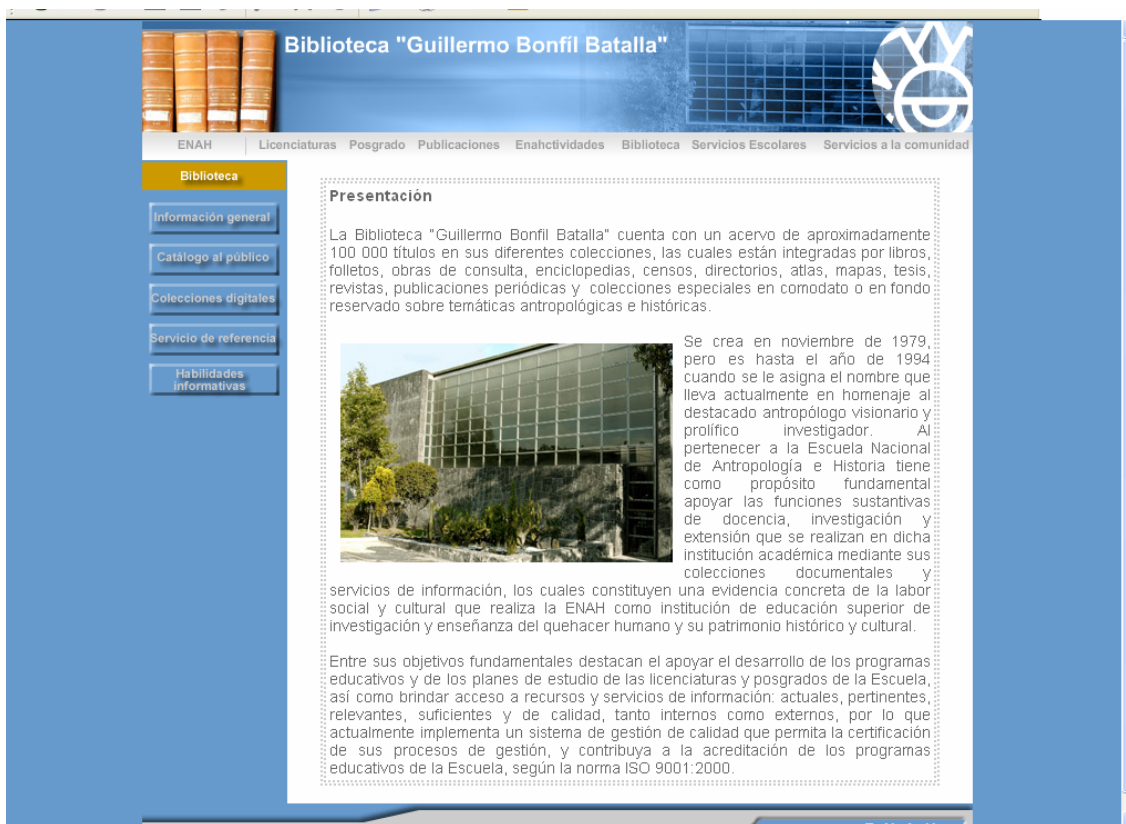 Biblioteca "Guillermo Bonfíl Batalla"
ENAH Licenciaturas Posgrado Publicaciones Enahctividades Biblioteca Servicios Escolares Servicios a la comunidad
Biblioteca
Información general
Catálogo al público
Colecciones digitales
Servicio de referencia
Habilidades
informativas
Presentación
La Biblioteca "Guillermo Bonfil Batalla" cuenta con un acervo de aproximadamente
100 000 títulos en sus diferentes colecciones, las cuales están integradas por libros,
folletos, obras de consulta, enciclopedias, censos, directorios, atlas, mapas, tesis,
revistas, publicaciones periódicas y colecciones especiales en comodato o en fondo
reservado sobre temáticas antropológicas e históricas.
Se crea en noviembre de 1979,
pero es hasta el año de 1994
cuando se le asigna el nombre que
lleva actualmente en homenaje al
destacado antropólogo visionario y
prolífico investigador. Al
pertenecer a la Escuela Nacional
de Antropología e Historia tiene
como propósito fundamental
apoyar las funciones sustantivas
de docencia, investigación y
extensión que se realizan en dicha
institución académica mediante sus
colecciones documentales y
servicios de información, los cuales constituyen una evidencia concreta de la labor
social y cultural que realiza la ENAH como institución de educación superior de
investigación y enseñanza del quehacer humano y su patrimonio histórico y cultural.
Entre sus objetivos fundamentales destacan el apoyar el desarrollo de los programas
educativos y de los planes de estudio de las licenciaturas y posgrados de la Escuela,
así como brindar acceso a recursos y servicios de información: actuales, pertinentes,
relevantes, suficientes y de calidad, tanto internos como externos, por lo que
actualmente implementa un sistema de gestión de calidad que permita la certificación
de sus procesos de gestión, y contribuya a la acreditación de los programas
educativos de la Escuela, según la norma ISO 9001:2000.